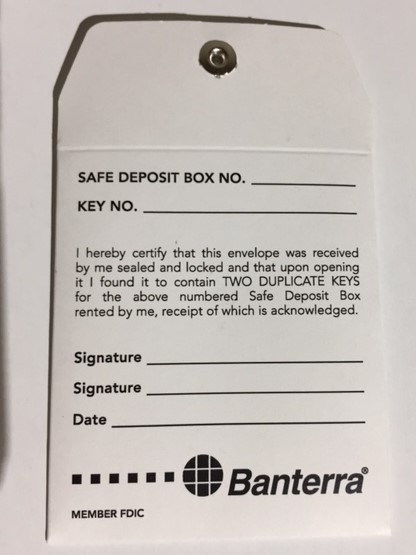 SAFE DEPOSIT BOX NO.
KEY NO.
I hereby certify that this envelope was received
by me sealed and locked and that upon opening
it I found it to contain TWO DUPLICATE KEYS
for the above numbered Safe Deposit Box
rented by me, receipt of which is acknowledged.
Signature
Signature
Date
Banterra®
MEMBER FDIC